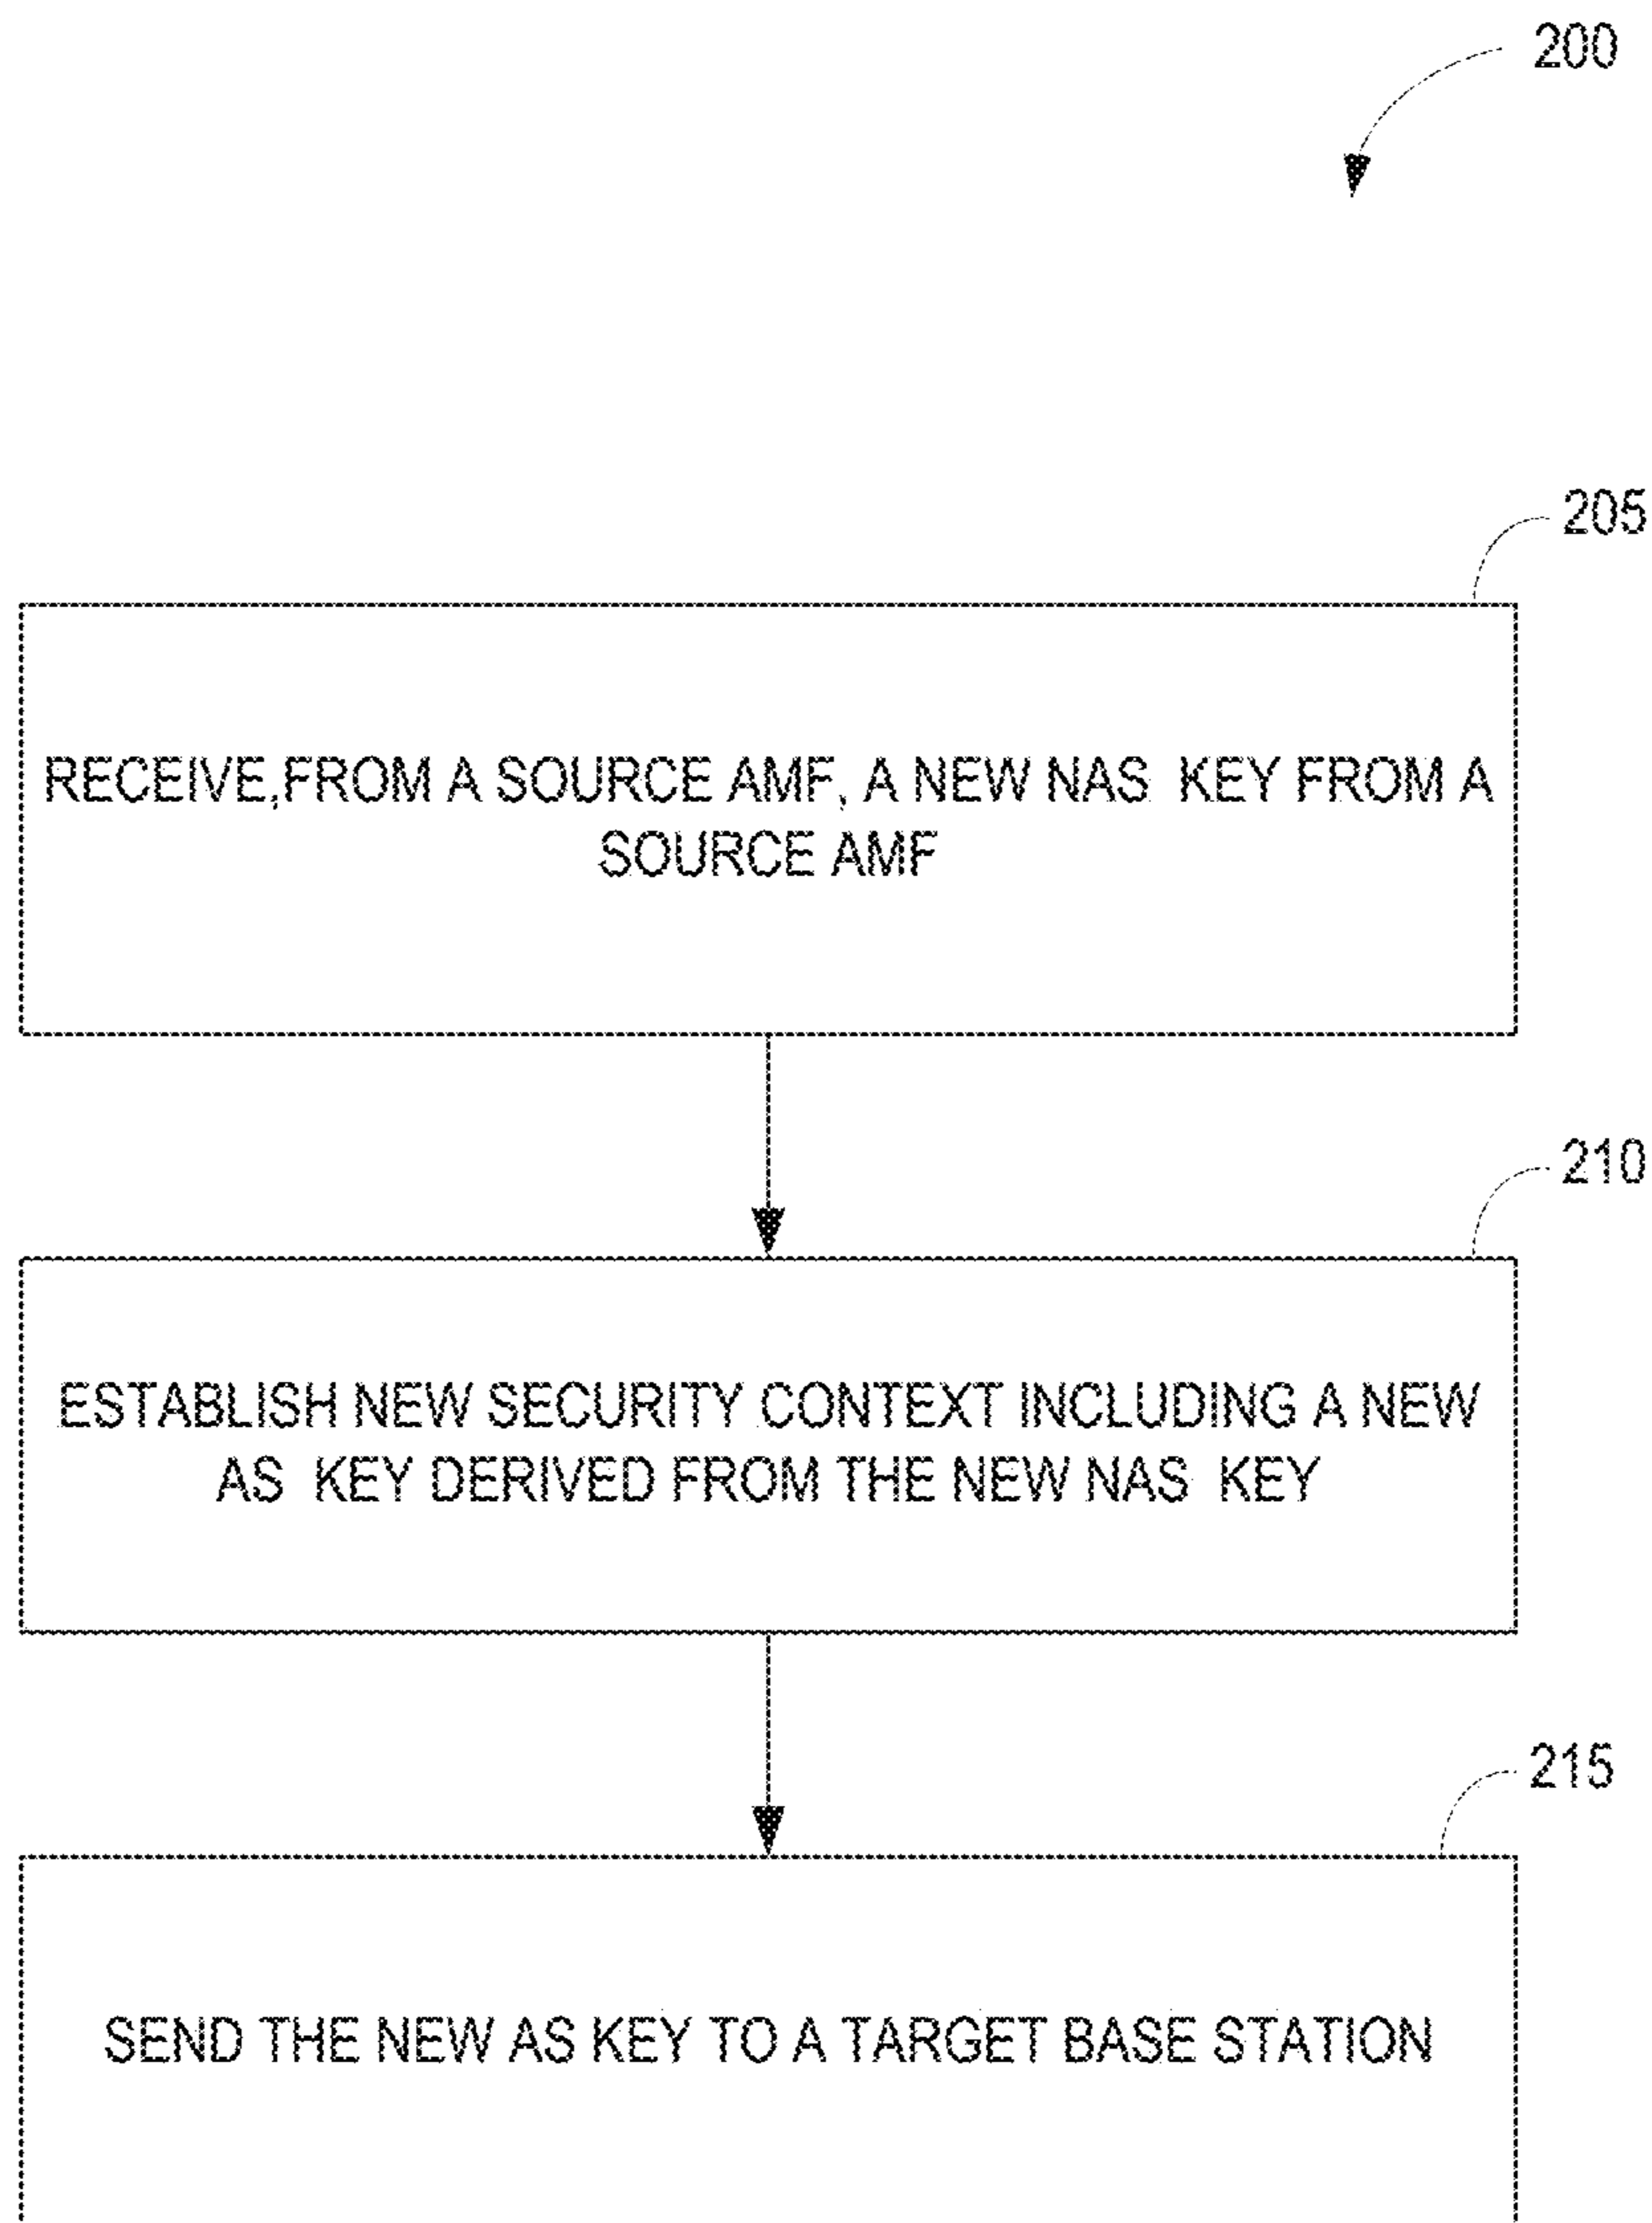 200
205
RECEIVE,FROM A SOURCE AMF, A NEW NAS KEY FROM A
SOURCE AMF
210
ESTABLISH NEW SECURITY CONTEXT INCLUDING A NEW
AS KEY DERIVED FROM THE NEW NAS KEY
215
SEND THE NEW AS KEY TO A TARGET BASE STATION